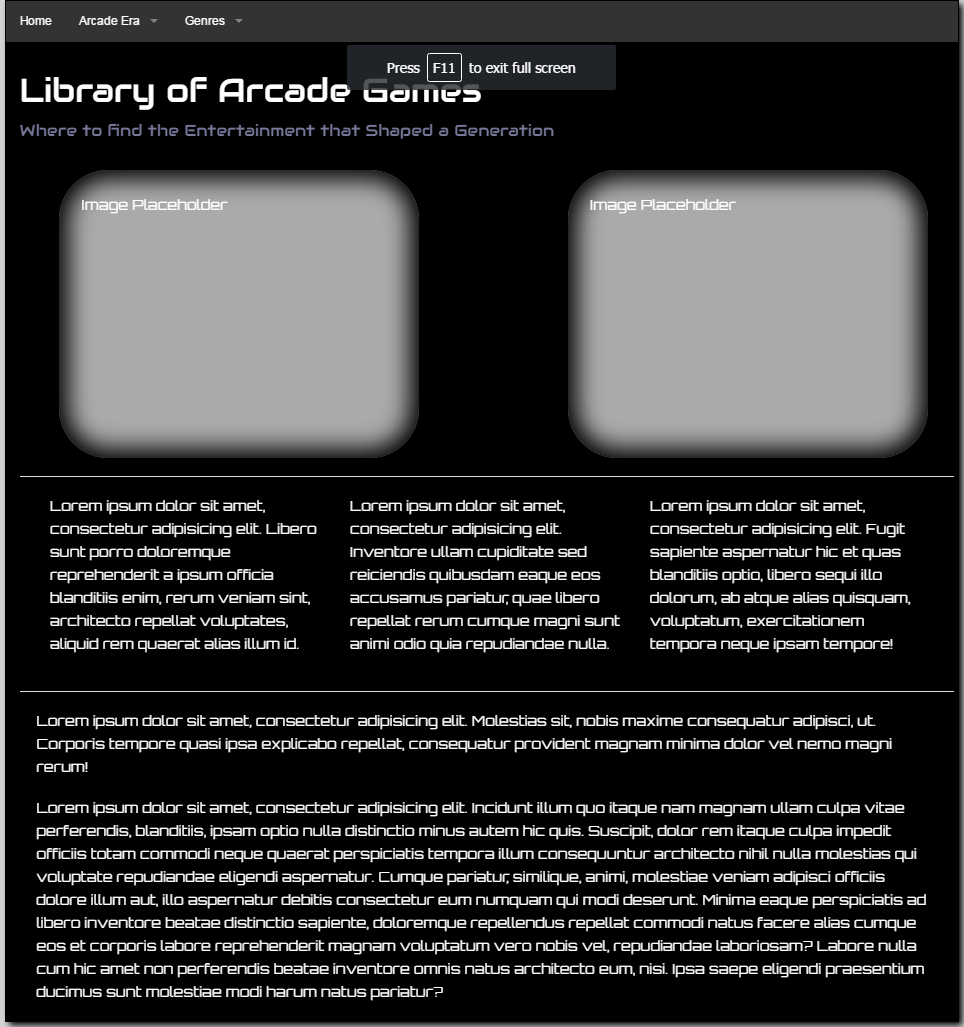 Home Arcade Era Genres
Press F11 to exit full screen
Library of Arcade Games
Where to find the Entertainment that Shaped a Generation
Image Placeholder
Image Placeholder
Lorem ipsum dolor sit amet,
consectetur adipisicing elit. Libero
sunt porro doloremque
reprehenderit a ipsum officia
blanditiis enim, rerum veniam sint,
architecto repellat voluptates,
aliquid rem quaerat alias illum id.
Lorem ipsum dolor sit amet,
consectetur adipisicing elit.
Inventore ullam cupiditate sed
reiciendis quibusdam eaque eos
accusamus pariatur, quae libero
repellat rerum cumque magni sunt
animi odio quia repudiandae nulla.
Lorem ipsum dolor sit amet,
consectetur adipisicing elit. Fugit
sapiente aspernatur hic et quas
blanditiis optio, libero sequi illo
dolorum, ab atque alias quisquam,
voluptatum, exercitationem
tempora neque ipsam tempore!
Lorem ipsum dolor sit amet, consectetur adipisicing elit. Molestias sit, nobis maxime consequatur adipisci, ut.
Corporis tempore quasi ipsa explicabo repellat, consequatur provident magnam minima dolor vel nemo magni
rerum!
Lorem ipsum dolor sit amet, consectetur adipisicing elit. Incidunt illum quo itaque nam magnam ullam culpa vitae
perferendis, blanditiis, ipsam optio nulla distinctio minus autem hic quis. Suscipit, dolor rem itaque culpa impedit
officiis totam commodi neque quaerat perspiciatis tempora illum consequuntur architecto nihil nulla molestias qui
voluptate repudiandae eligendi aspernatur. Cumque pariatur, similique, animi, molestiae veniam adipisci officiis
dolore illum aut, illo aspernatur debitis consectetur eum numquam qui modi deserunt. Minima eaque perspiciatis ad
libero inventore beatae distinctio sapiente, doloremque repellendus repellat commodi natus facere alias cumque
eos et corporis labore reprehenderit magnam voluptatum vero nobis vel, repudiandae laboriosam? Labore nulla
cum hic amet non perferendis beatae inventore omnis natus architecto eum, nisi. Ipsa saepe eligendi praesentium
ducimus sunt molestiae modi harum natus pariatur?